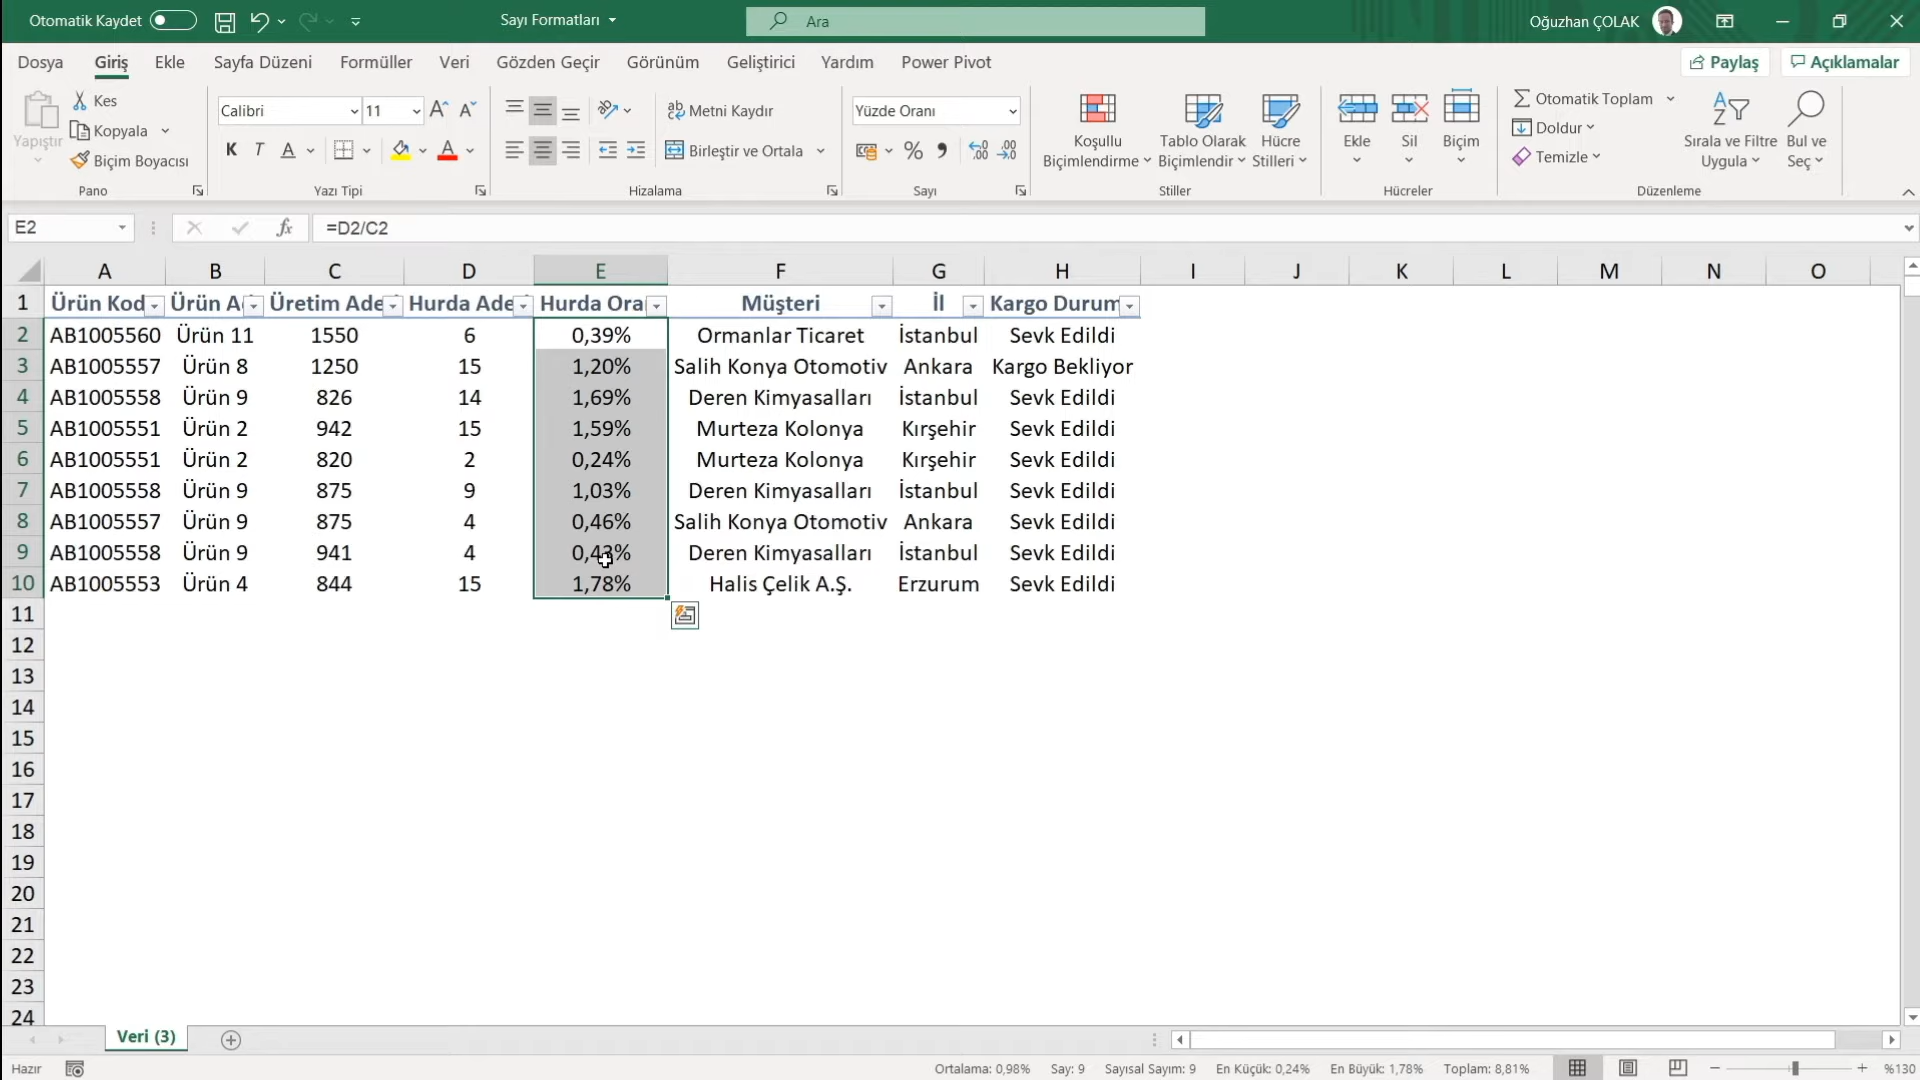 Otomatik Kaydet
Sayı Formatları
Ara
Oğuzhan ÇOLAK
Dosya Giriş Ekle Sayfa Düzeni Formüller Veri Gözden Geçir Görünüm Geliştirici Yardım Power Pivot Paylaş Açıklamalar
Yapıştır
Kes
Kopyala
Biçim Boyacısı
Pano
Calibri 11
K T A
Yazı Tipi
Metni Kaydır
Birleştir ve Ortala
Hizalama
Yüzde Oranı
Sayı
Koşullu Biçimlendirme
Tablo Olarak Biçimlendir
Hücre Stilleri
Stiller
Ekle Sil Biçim
Hücreler
Otomatik Toplam
Doldur
Temizle
Sırala ve Filtre Uygula
Bul ve Seç
Düzenleme
E2 fx =D2/C2
A B C D E F G H I J K L M N O
1 Ürün Kod Ürün A Üretim Ade Hurda Ade Hurda Ora Müşteri İl Kargo Durum
2 AB1005560 Ürün 11 1550 6 0,39% Ormanlar Ticaret İstanbul Sevk Edildi
3 AB1005557 Ürün 8 1250 15 1,20% Salih Konya Otomotiv Ankara Kargo Bekliyor
4 AB1005558 Ürün 9 826 14 1,69% Deren Kimyasalları İstanbul Sevk Edildi
5 AB1005551 Ürün 2 942 15 1,59% Murteza Kolonya Kırşehir Sevk Edildi
6 AB1005551 Ürün 2 820 2 0,24% Murteza Kolonya Kırşehir Sevk Edildi
7 AB1005558 Ürün 9 875 9 1,03% Deren Kimyasalları İstanbul Sevk Edildi
8 AB1005557 Ürün 9 875 4 0,46% Salih Konya Otomotiv Ankara Sevk Edildi
9 AB1005558 Ürün 9 941 4 0,43% Deren Kimyasalları İstanbul Sevk Edildi
10 AB1005553 Ürün 4 844 15 1,78% Halis Çelik A.Ş. Erzurum Sevk Edildi
11
12
13
14
15
16
17
18
19
20
21
22
23
24
Veri (3)
Hazır Ortalama: 0,98% Say: 9 Sayısal Sayım: 9 En Küçük: 0,24% En Büyük: 1,78% Toplam: 8,81% %130